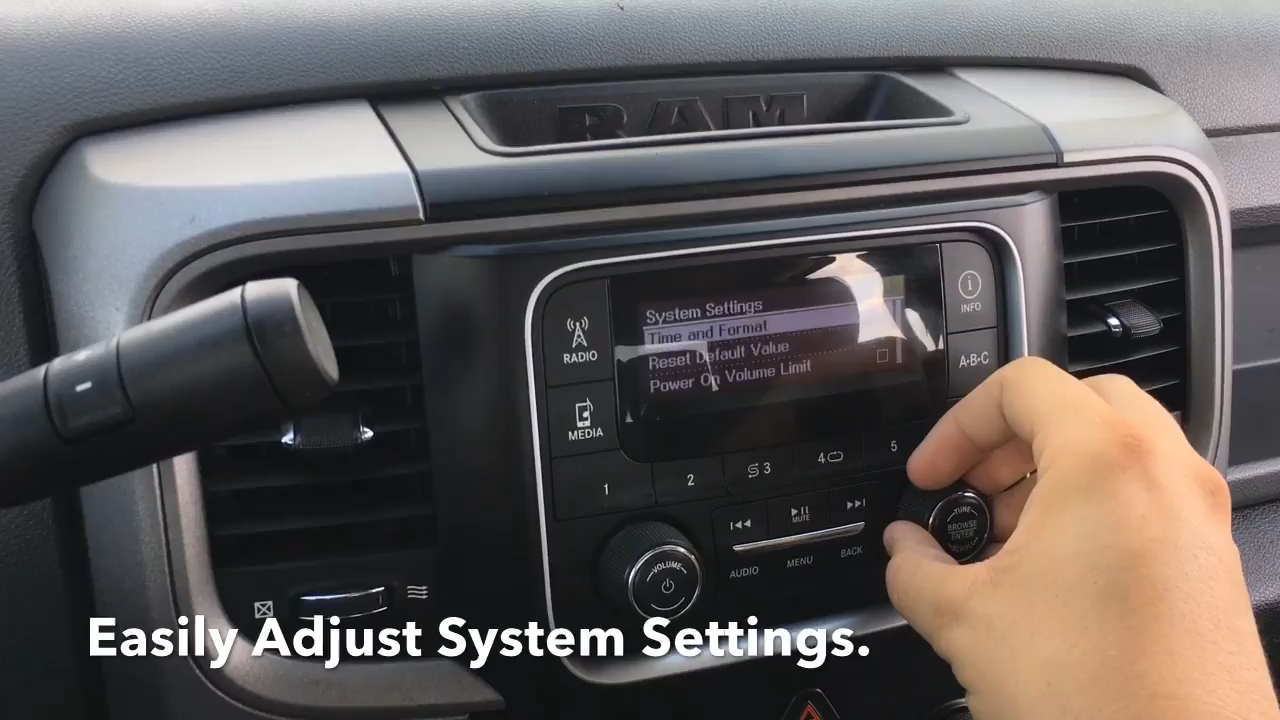 RAM
System Settings
Time and Format
Reset Default Value
Power On Volume Limit
INFO
A·B·C
RADIO
MEDIA
1
2
3
4
5
MUTE
AUDIO
MENU
BACK
VOLUME
TUNE
BROWSE
ENTER
Easily Adjust System Settings.